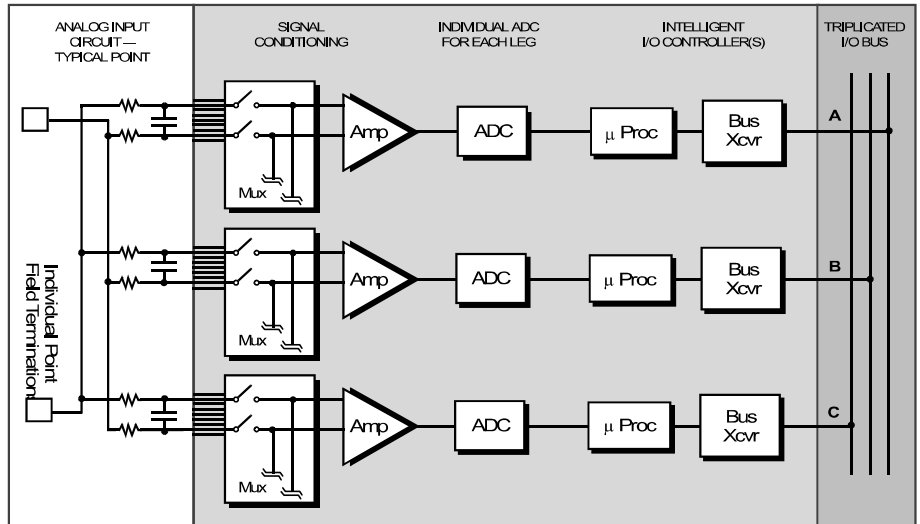 ANALOG INPUT
CIRCUIT—
TYPICAL POINT
SIGNAL
CONDITIONING
INDIVIDUAL ADC
FOR EACH LEG
INTELLIGENT
I/O CONTROLLER(S)
TRIPLICATED
I/O BUS
Individual Point
Field Terminations
Amp
ADC
µ Proc
Bus
Xcvr
A
Mux
Amp
ADC
µ Proc
Bus
Xcvr
B
Mux
Amp
ADC
µ Proc
Bus
Xcvr
C
Mux